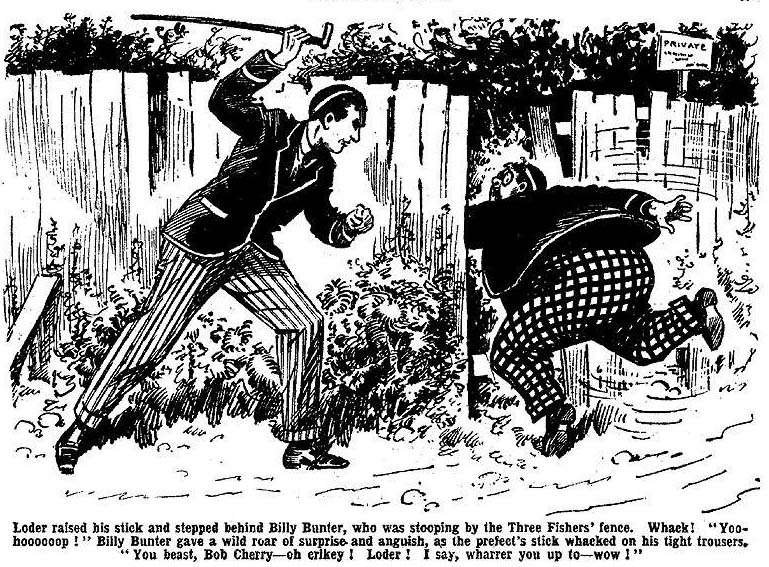 PRIVATE
Loder raised his stick and stepped behind Billy Bunter, who was stooping by the Three Fishers' fence. Whack! "Yoo-
hooooooop!" Billy Bunter gave a wild roar of surprise and anguish, as the prefect's stick whacked on his tight trousers.
"You beast, Bob Cherry—oh crikey! Loder! I say, wharrer you up to—wow!"